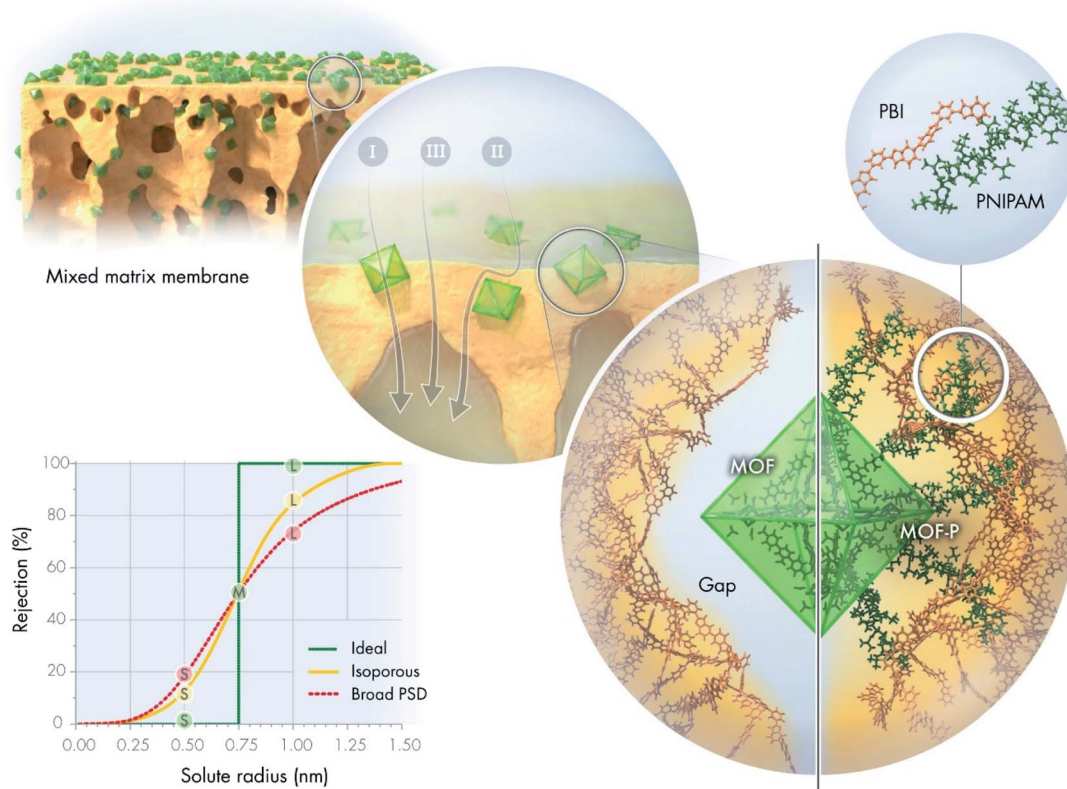 Mixed matrix membrane
I
III
II
PBI
PNIPAM
MOF
MOF-P
Gap
Rejection (%)
100
80
60
40
20
0
L
L
L
M
S
S
S
Ideal
Isoporous
Broad PSD
0.00 0.25 0.50 0.75 1.00 1.25 1.50
Solute radius (nm)